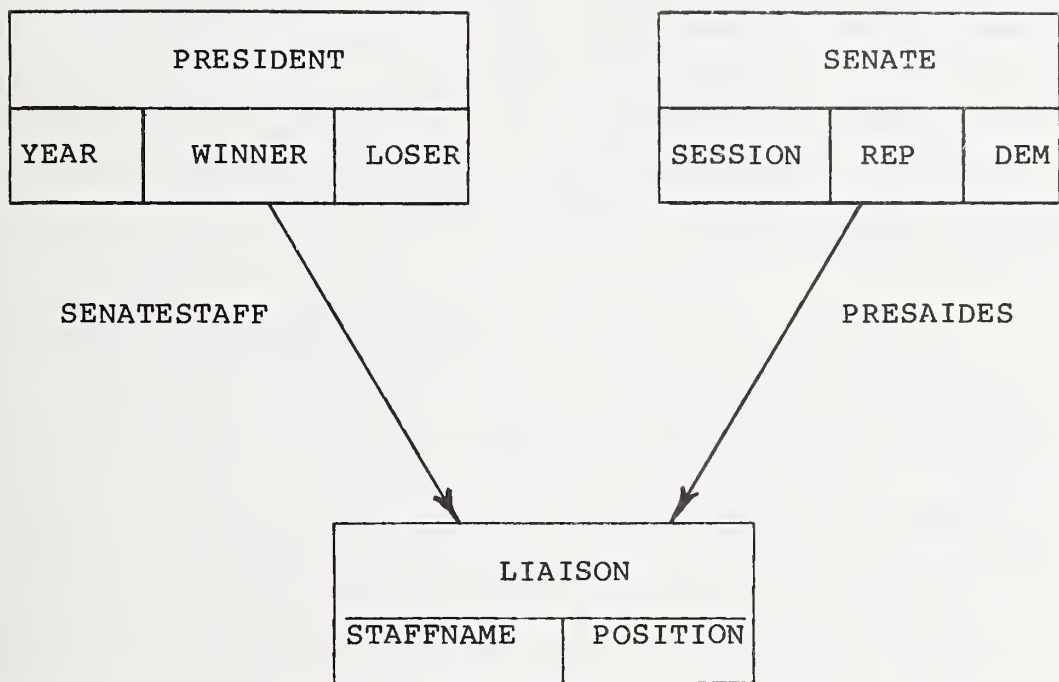 PRESIDENT
YEAR WINNER LOSER
SENATE
SESSION REP DEM
SENATESTAFF
PRESAIDES
LIAISON
STAFFNAME POSITION